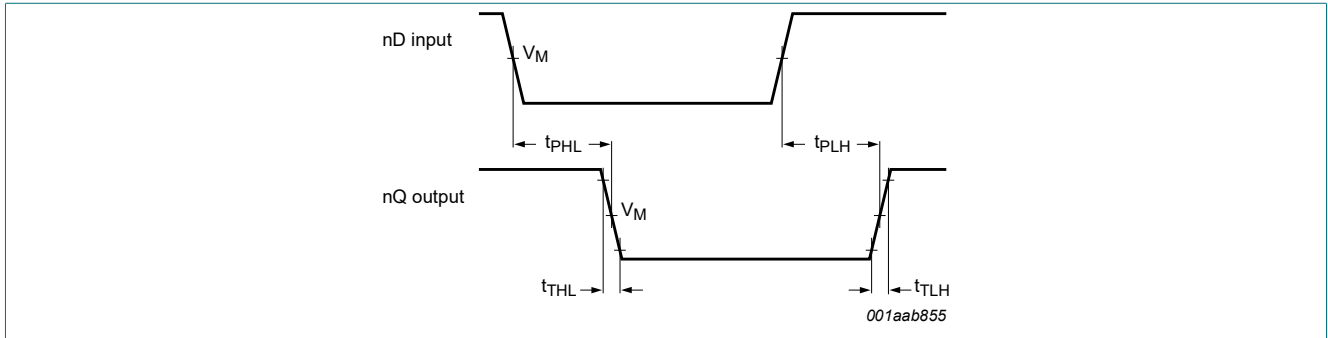 nD input
VM
tPHL
tPLH
nQ output
VM
tTHL
tTLH
001aab855